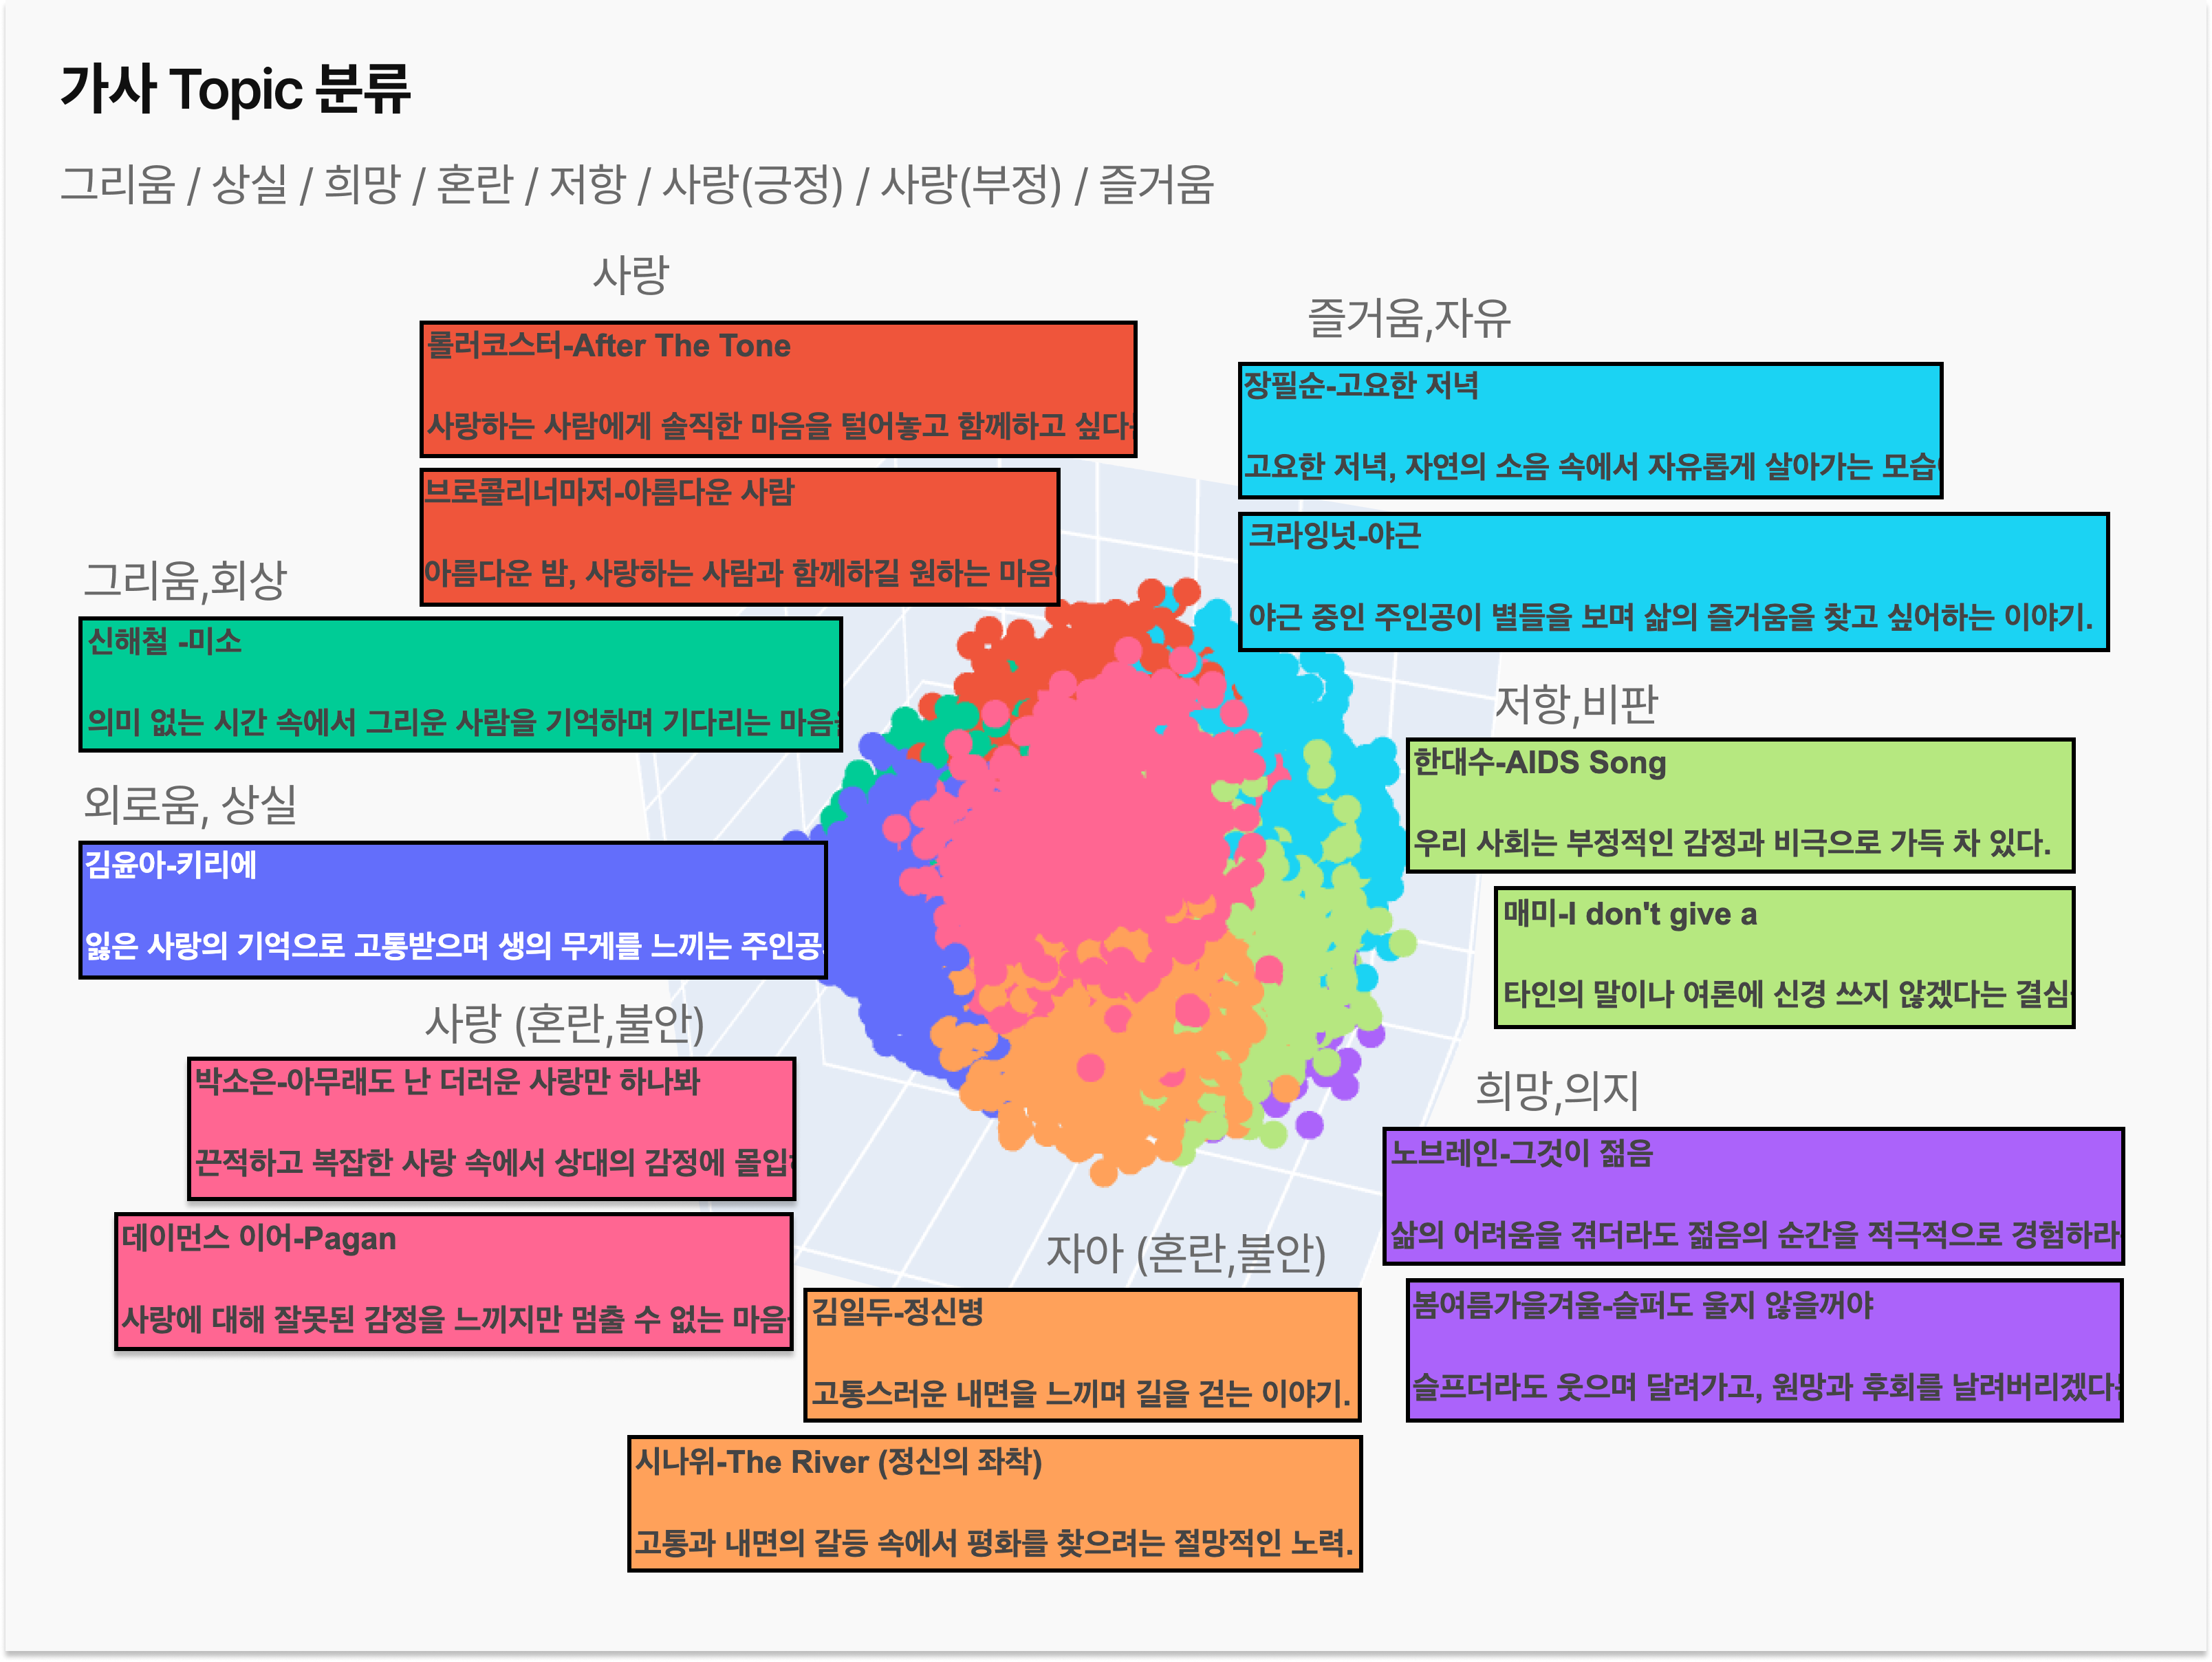 가사 Topic 분류
그리움 / 상실 / 희망 / 혼란 / 저항 / 사랑(긍정) / 사랑(부정) / 즐거움
사랑
롤러코스터-After The Tone
사랑하는 사람에게 솔직한 마음을 털어놓고 함께하고 싶다
브로콜리너마저-아름다운 사람
아름다운 밤, 사랑하는 사람과 함께하길 원하는 마음
즐거움,자유
장필순-고요한 저녁
고요한 저녁, 자연의 소음 속에서 자유롭게 살아가는 모습
크라잉넛-야근
야근 중인 주인공이 별들을 보며 삶의 즐거움을 찾고 싶어하는 이야기.
그리움,회상
신해철 -미소
의미 없는 시간 속에서 그리운 사람을 기억하며 기다리는 마음
외로움, 상실
김윤아-키리에
잃은 사랑의 기억으로 고통받으며 생의 무게를 느끼는 주인공
저항,비판
한대수-AIDS Song
우리 사회는 부정적인 감정과 비극으로 가득 차 있다.
매미-I don't give a
타인의 말이나 여론에 신경 쓰지 않겠다는 결심
사랑 (혼란,불안)
박소은-아무래도 난 더러운 사랑만 하나봐
끈적하고 복잡한 사랑 속에서 상대의 감정에 몰입
데이먼스 이어-Pagan
사랑에 대해 잘못된 감정을 느끼지만 멈출 수 없는 마음
희망,의지
노브레인-그것이 젊음
삶의 어려움을 겪더라도 젊음의 순간을 적극적으로 경험하라
봄여름가을겨울-슬퍼도 울지 않을꺼야
슬프더라도 웃으며 달려가고, 원망과 후회를 날려버리겠다
자아 (혼란,불안)
김일두-정신병
고통스러운 내면을 느끼며 길을 걷는 이야기.
시나위-The River (정신의 좌착)
고통과 내면의 갈등 속에서 평화를 찾으려는 절망적인 노력.